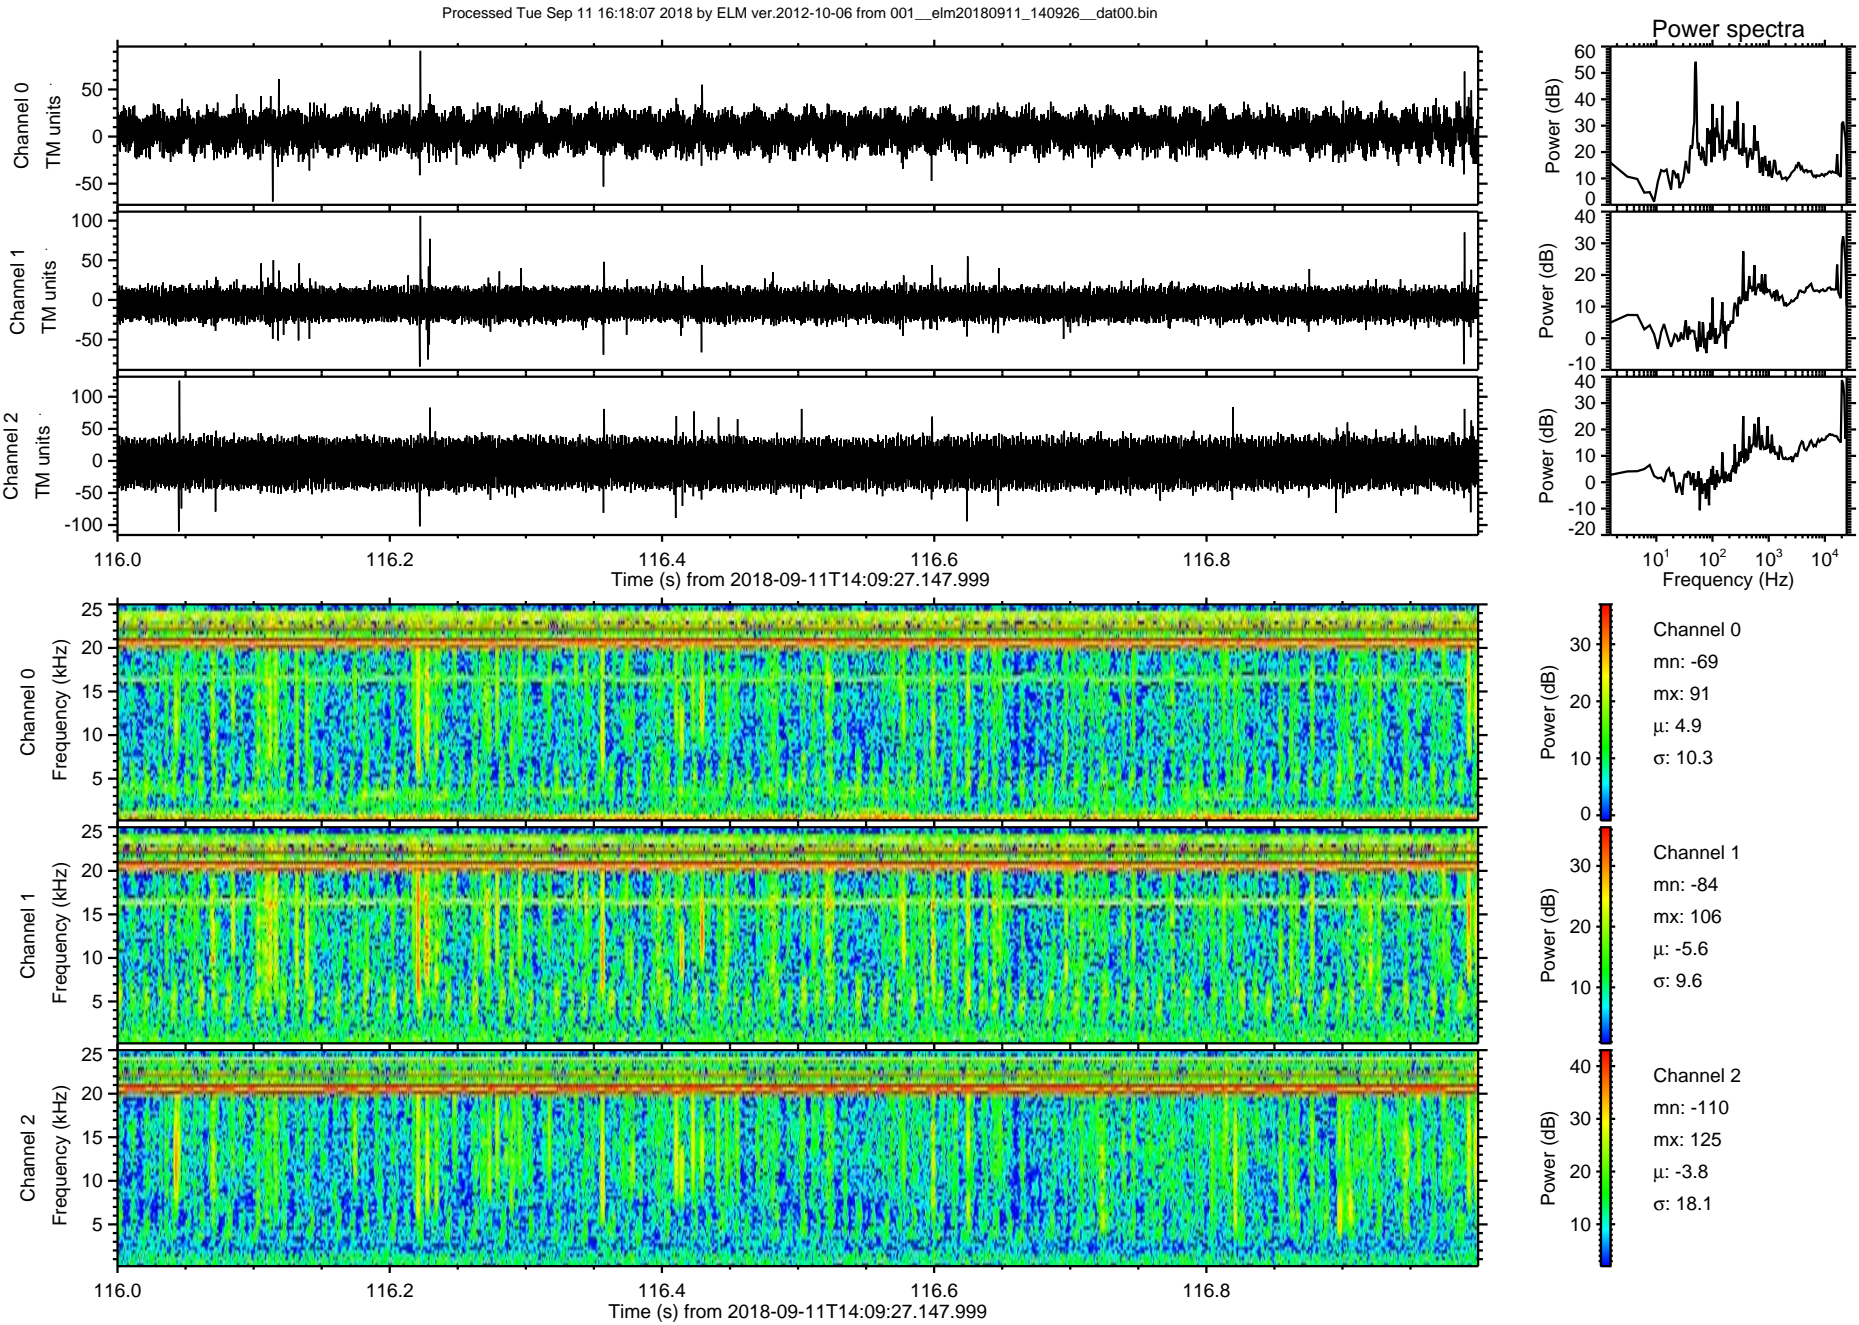 Processed Tue Sep 11 16:18:07 2018 by ELM ver.2012-10-06 from 001__elm20180911_140926__dat00.bin
Power spectra
Channel 0
TM units
50
0
-50
Power (dB)
60
50
40
30
20
10
0
Channel 1
TM units
100
50
0
-50
Power (dB)
40
30
20
10
0
-10
Channel 2
TM units
100
50
0
-50
-100
Power (dB)
40
30
20
10
0
-10
-20
116.0 116.2 116.4 116.6 116.8
Time (s) from 2018-09-11T14:09:27.147.999
10^1 10^2 10^3 10^4
Frequency (Hz)
Channel 0
Frequency (kHz)
25
20
15
10
5
Power (dB)
30
20
10
0
Channel 0
mn: -69
mx: 91
μ: 4.9
σ: 10.3
Channel 1
Frequency (kHz)
25
20
15
10
5
Power (dB)
30
20
10
Channel 1
mn: -84
mx: 106
μ: -5.6
σ: 9.6
Channel 2
Frequency (kHz)
25
20
15
10
5
Power (dB)
40
30
20
10
Channel 2
mn: -110
mx: 125
μ: -3.8
σ: 18.1
116.0 116.2 116.4 116.6 116.8
Time (s) from 2018-09-11T14:09:27.147.999